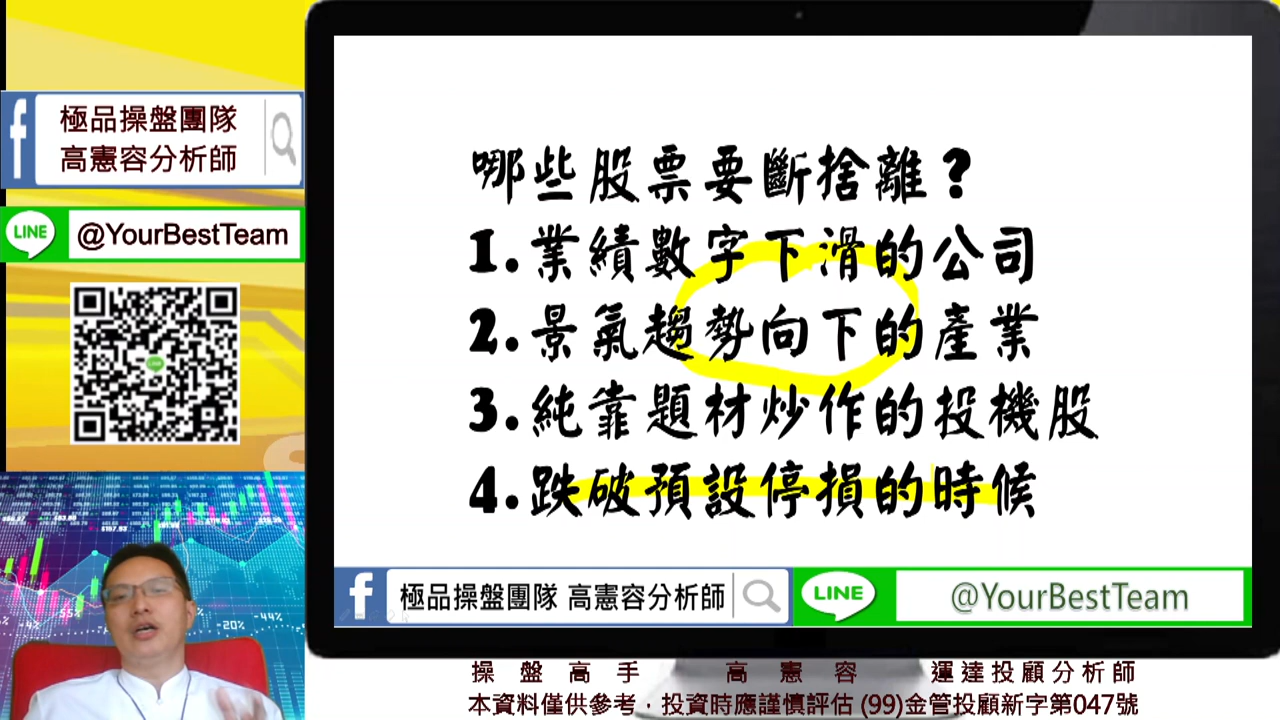 極品操盤團隊
高憲容分析師
LINE
@YourBestTeam
哪些股票要斷捨離？
1.業績數字下滑的公司
2.景氣趨勢向下的產業
3.純靠題材炒作的投機股
4.跌破預設停損的時候
極品操盤團隊 高憲容分析師
LINE
@YourBestTeam
-20%
-44%
操盤高手 高憲容 運達投顧分析師
本資料僅供參考，投資時應謹慎評估 (99)金管投顧新字第047號